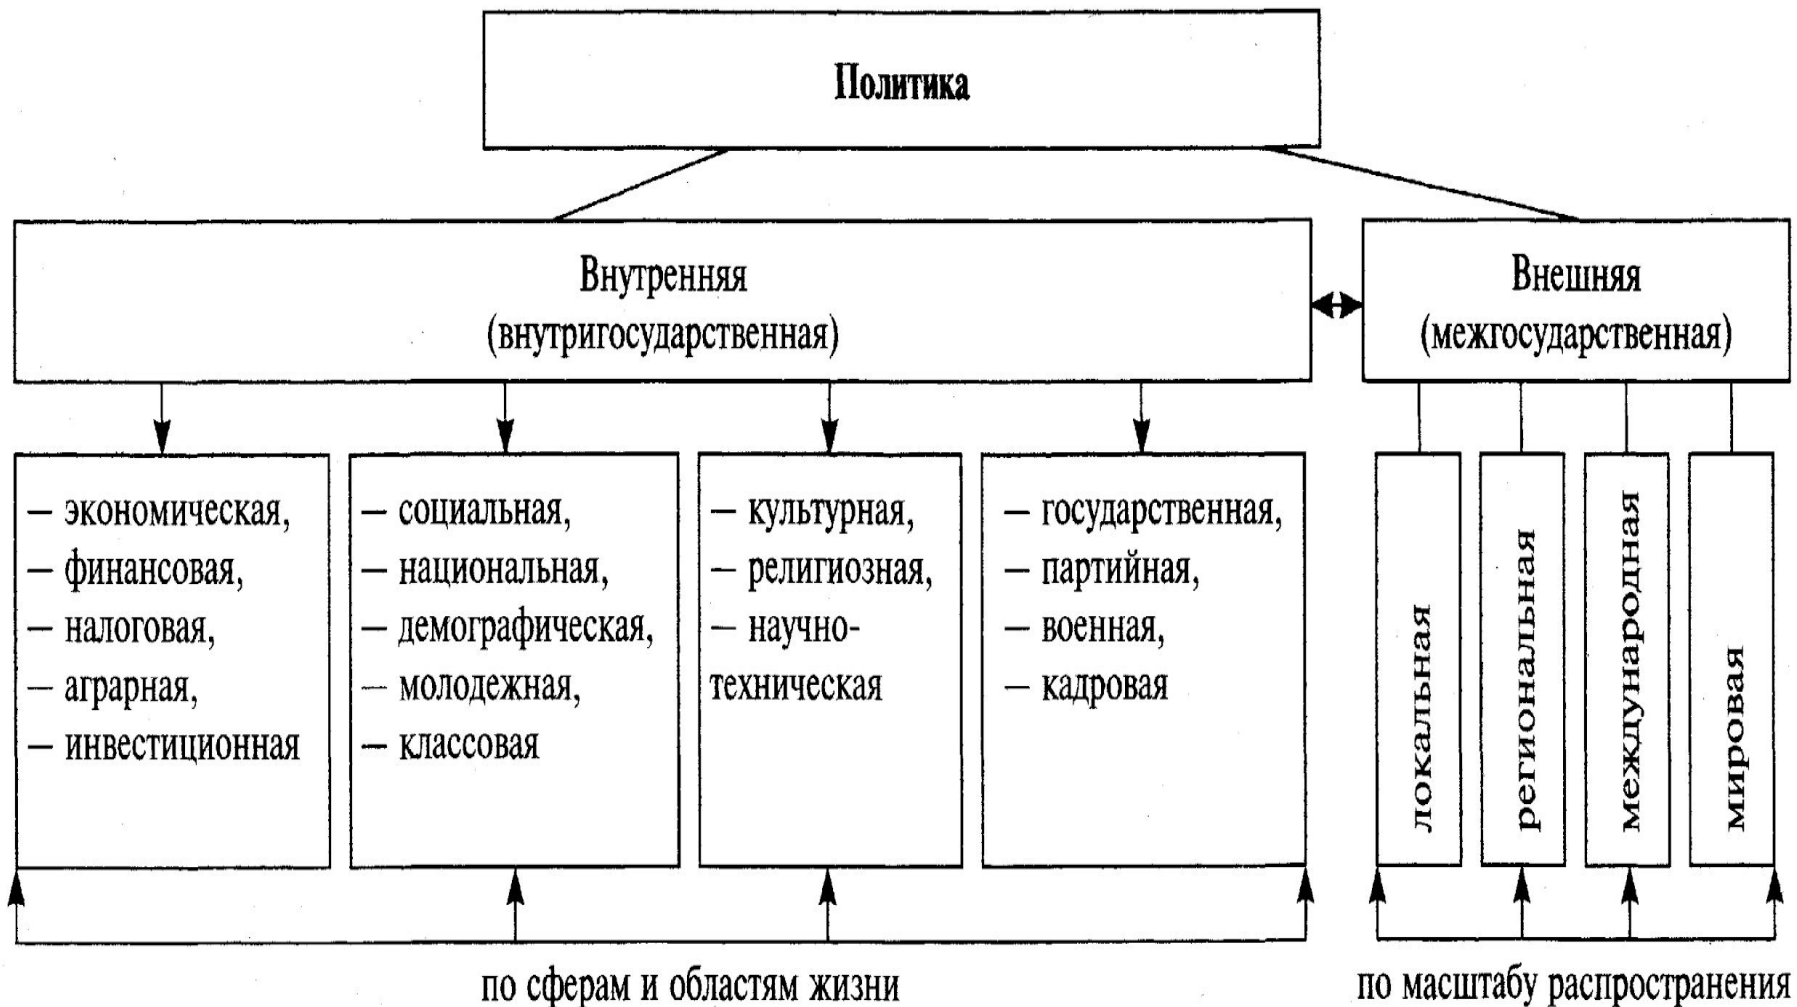 Политика
Внутренняя
(внутригосударственная)
Внешняя
(межгосударственная)
— экономическая,
— финансовая,
— налоговая,
— аграрная,
— инвестиционная
— социальная,
— национальная,
— демографическая,
— молодежная,
— классовая
— культурная,
— религиозная,
— научно-
техническая
— государственная,
— партийная,
— военная,
— кадровая
локальная
региональная
международная
мировая
по сферам и областям жизни
по масштабу распространения